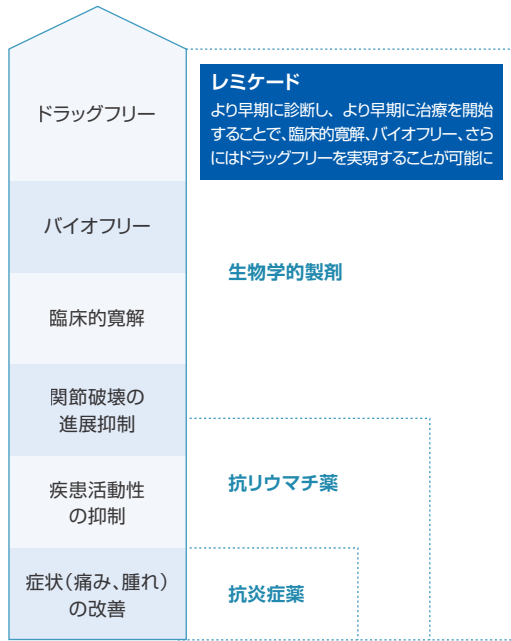 ドラッグフリー
レミケード
より早期に診断し、より早期に治療を開始
することで、臨床的寛解、バイオフリー、さら
にはドラッグフリーを実現することが可能に
バイオフリー
生物学的製剤
臨床的寛解
関節破壊の
進展抑制
抗リウマチ薬
疾患活動性
の抑制
症状(痛み、腫れ)
の改善
抗炎症薬